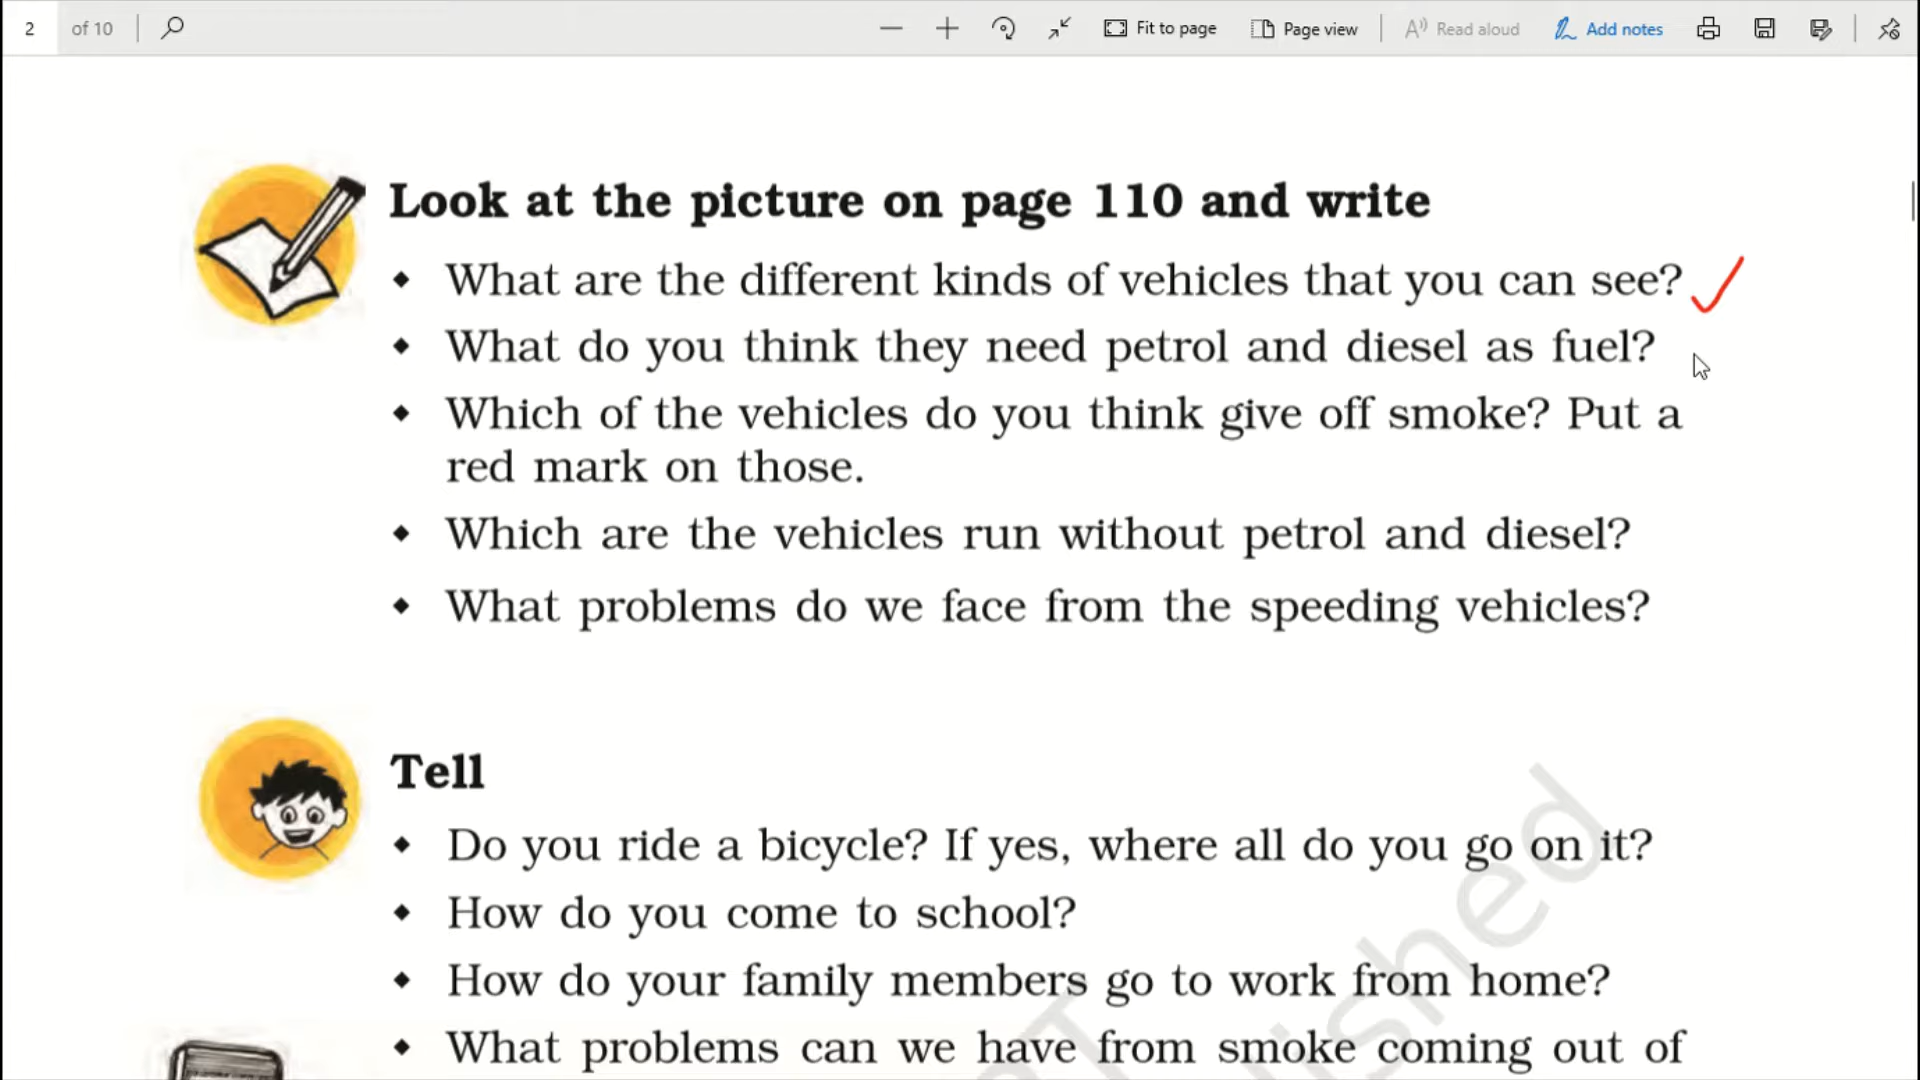 2 of 10 Fit to page Page view Read aloud Add notes
Look at the picture on page 110 and write
◆ What are the different kinds of vehicles that you can see?
◆ What do you think they need petrol and diesel as fuel?
◆ Which of the vehicles do you think give off smoke? Put a
red mark on those.
◆ Which are the vehicles run without petrol and diesel?
◆ What problems do we face from the speeding vehicles?
Tell
◆ Do you ride a bicycle? If yes, where all do you go on it?
◆ How do you come to school?
◆ How do your family members go to work from home?
◆ What problems can we have from smoke coming out of